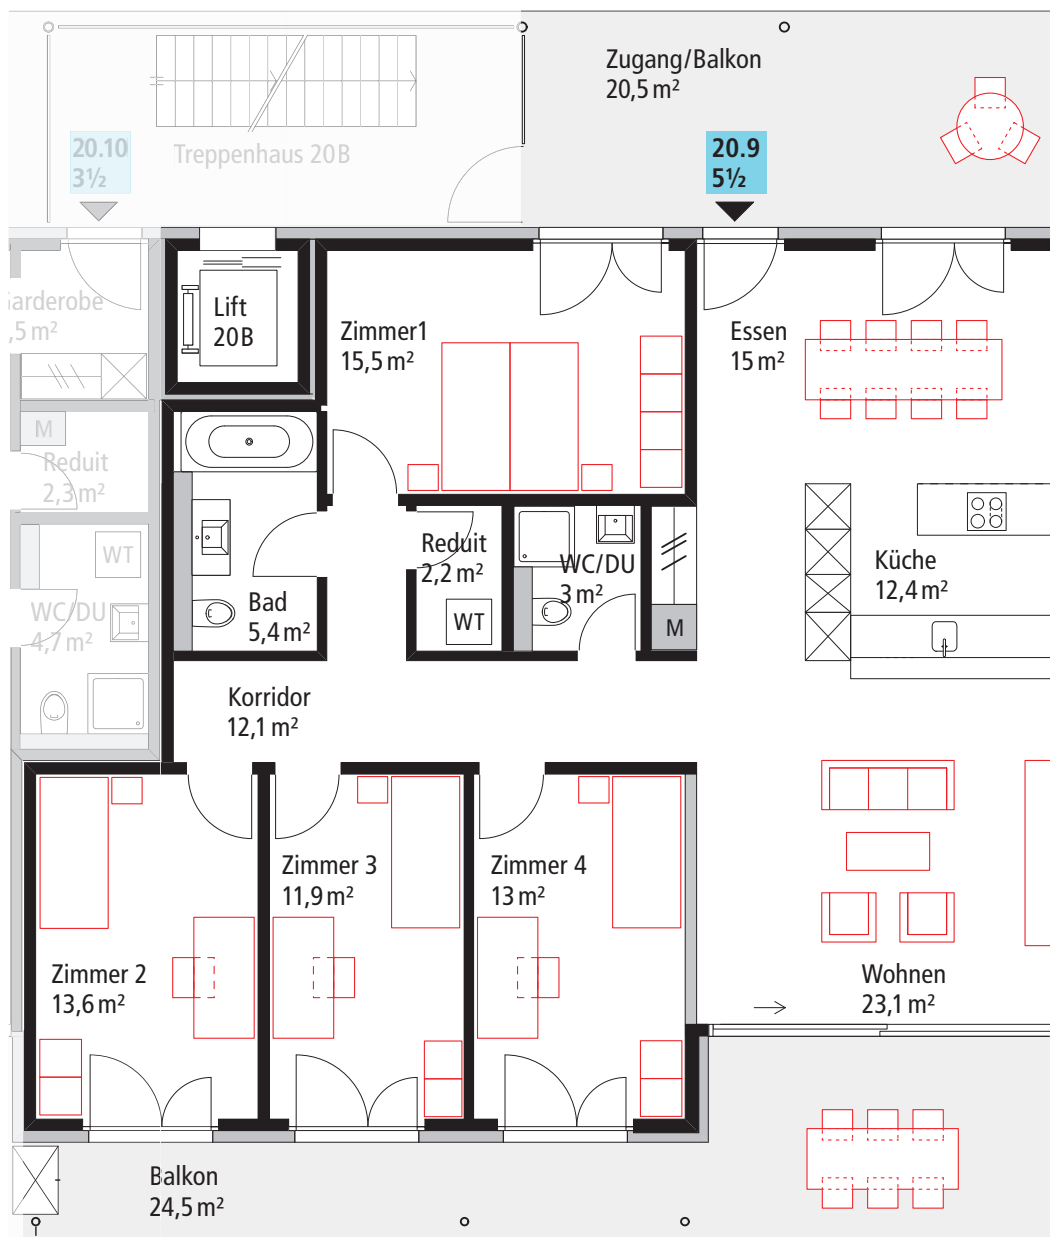 Zugang/Balkon
20,5 m²
20.10
3½
Treppenhaus 20B
20.9
5½
Garderobe
,5 m²
Lift
20B
Zimmer1
15,5 m²
Essen
15 m²
M
Reduit
2,3 m²
WT
WC/DU
4,7 m²
Bad
5,4 m²
Reduit
2,2 m²
WT
WC/DU
3 m²
M
Küche
12,4 m²
Korridor
12,1 m²
Zimmer 3
11,9 m²
Zimmer 4
13 m²
Zimmer 2
13,6 m²
Wohnen
23,1 m²
Balkon
24,5 m²